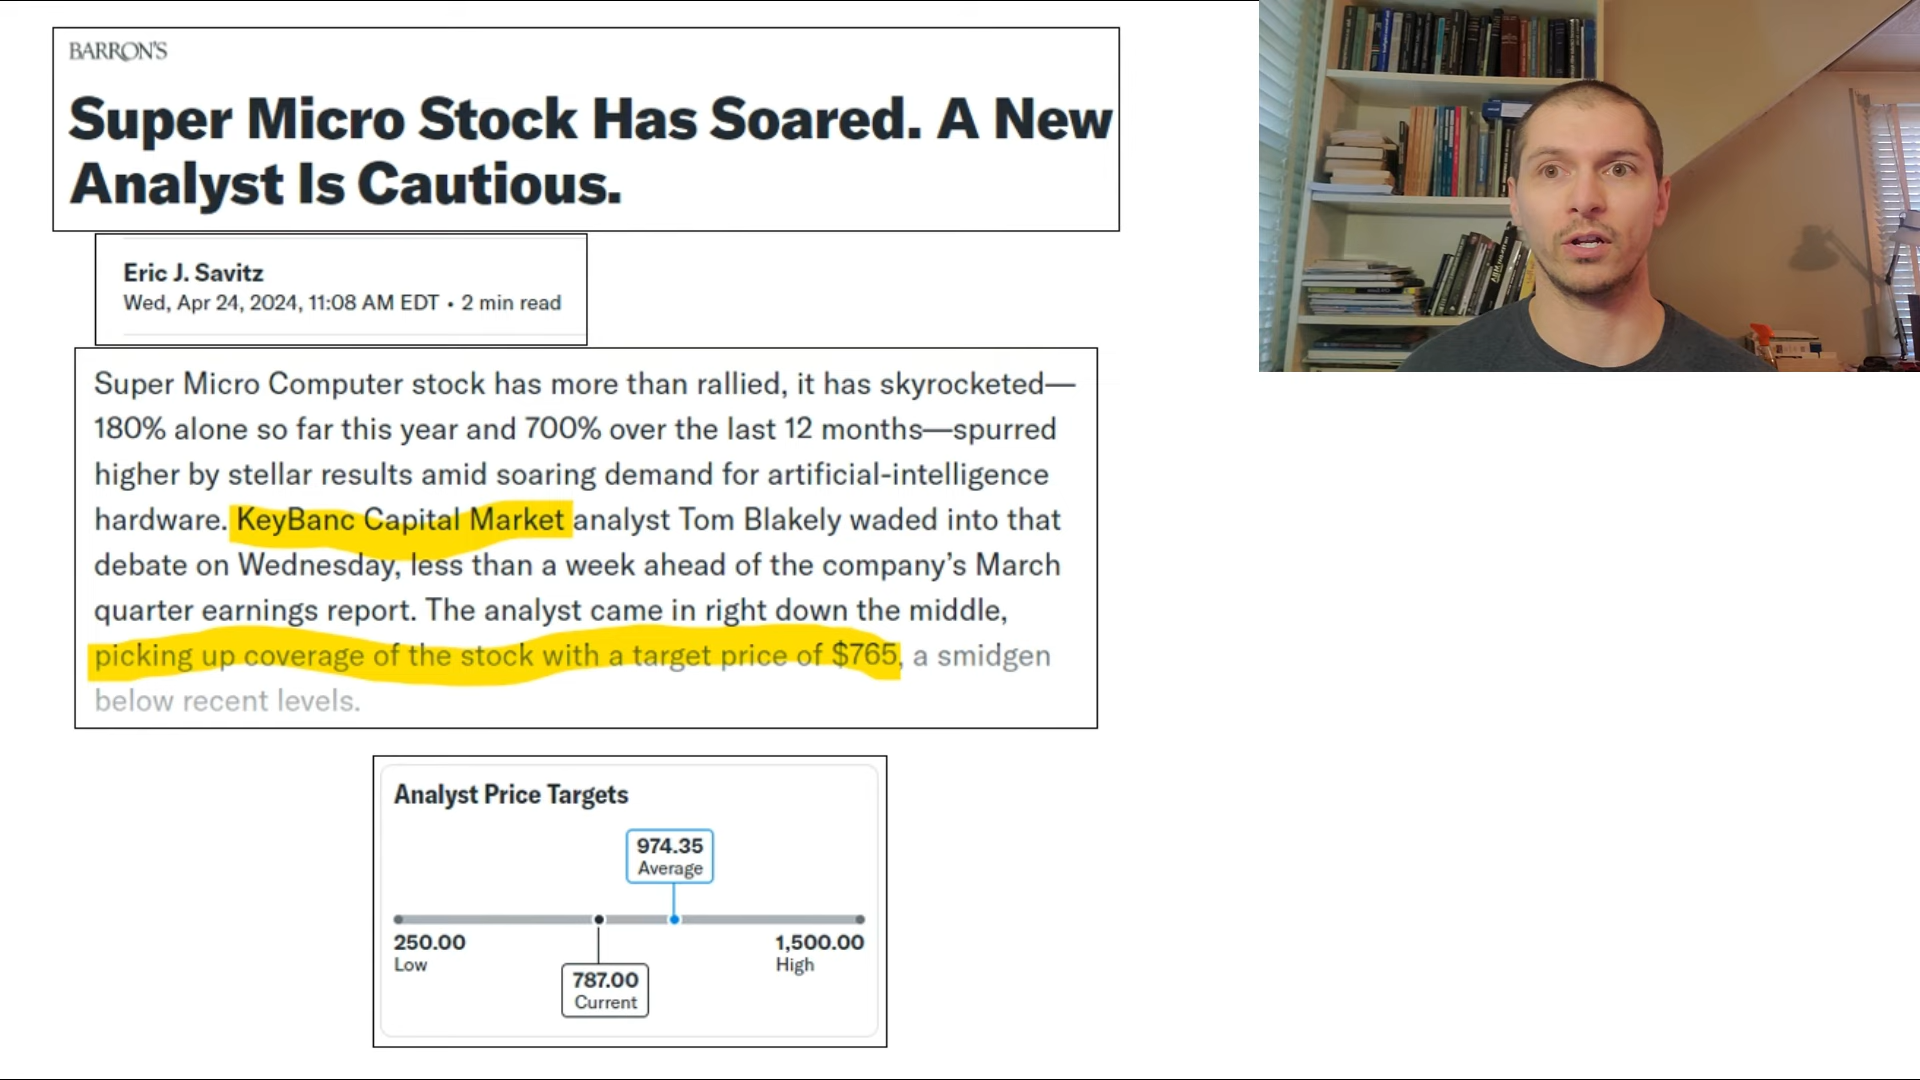 BARRON'S
Super Micro Stock Has Soared. A New
Analyst Is Cautious.
Eric J. Savitz
Wed, Apr 24, 2024, 11:08 AM EDT • 2 min read
Super Micro Computer stock has more than rallied, it has skyrocketed—
180% alone so far this year and 700% over the last 12 months—spurred
higher by stellar results amid soaring demand for artificial-intelligence
hardware. KeyBanc Capital Market analyst Tom Blakely waded into that
debate on Wednesday, less than a week ahead of the company's March
quarter earnings report. The analyst came in right down the middle,
picking up coverage of the stock with a target price of $765, a smidgen
below recent levels.
Analyst Price Targets
974.35
Average
250.00
Low
1,500.00
High
787.00
Current